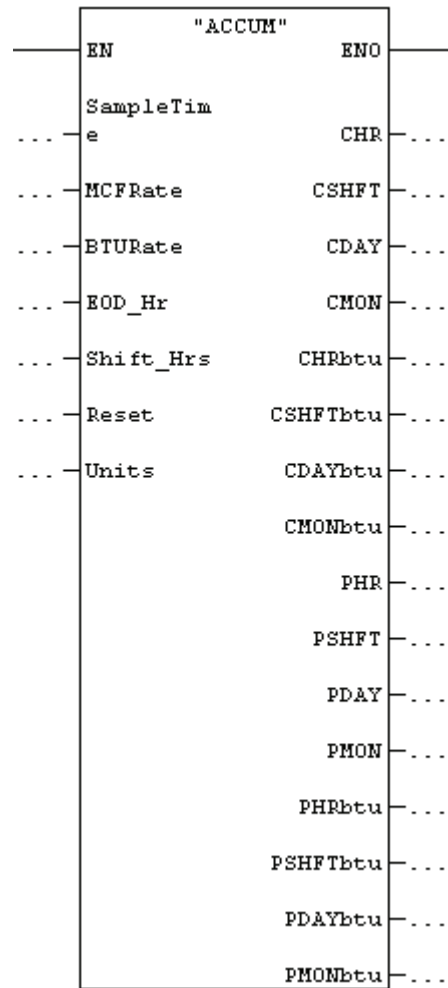 "ACCUM"
EN ENO
SampleTim
... e CHR ...
... MCFRate CSHFT ...
... BTURate CDAY ...
... EOD_Hr CMON ...
... Shift_Hrs CHRbtu ...
... Reset CSHFTbtu ...
... Units CDAYbtu ...
CMONbtu ...
PHR ...
PSHFT ...
PDAY ...
PMON ...
PHRbtu ...
PSHFTbtu ...
PDAYbtu ...
PMONbtu ...